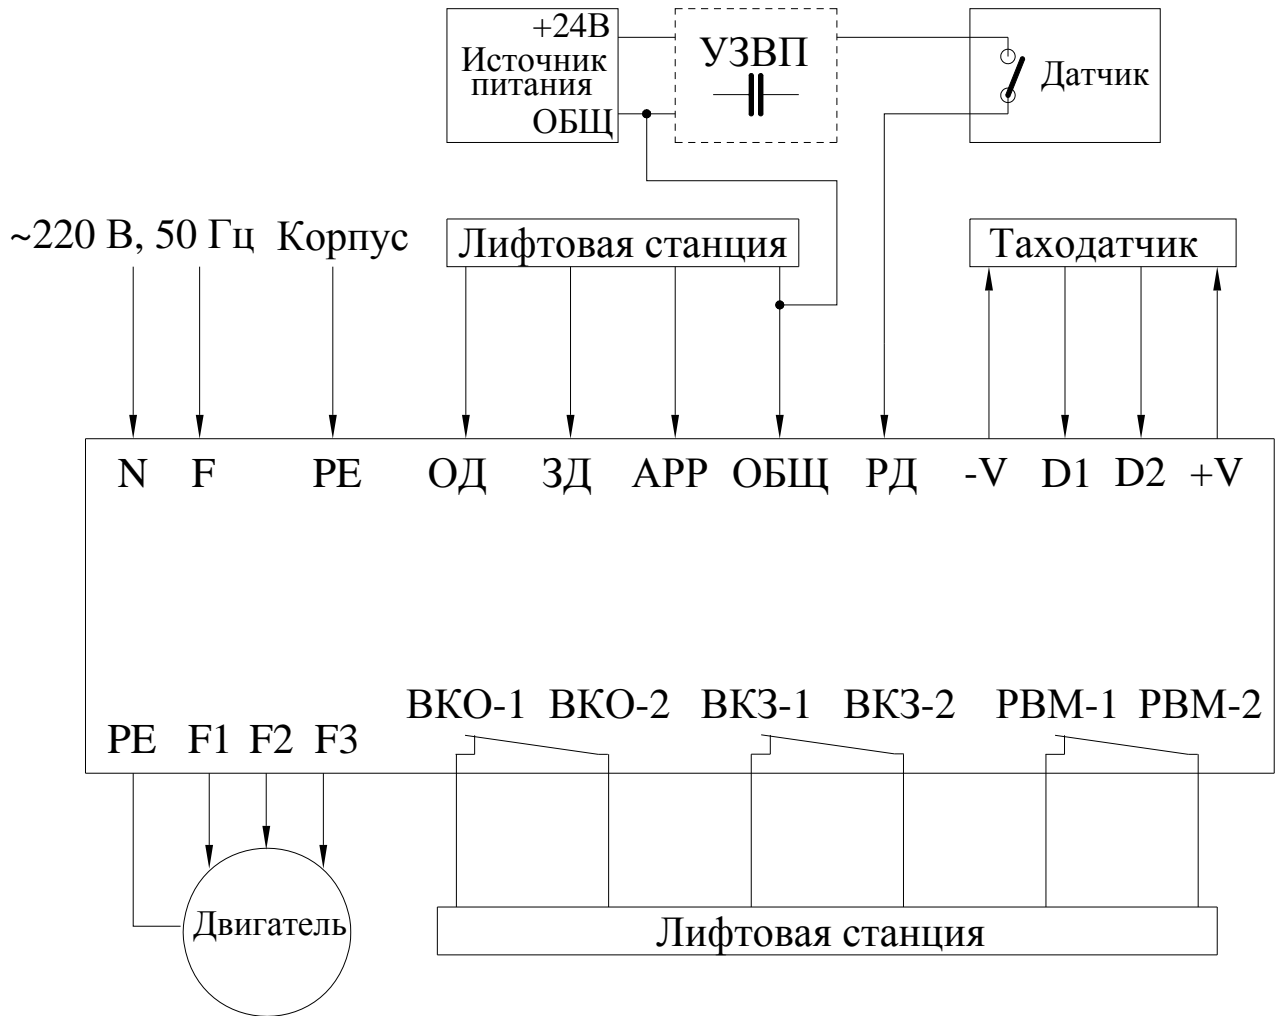 +24В
Источник
питания
ОБЩ
УЗВП
Датчик
~220 В, 50 Гц
Корпус
Лифтовая станция
Таходатчик
N
F
PE
ОД
ЗД
АРР
ОБЩ
РД
-V
D1
D2
+V
PE
F1
F2
F3
ВКО-1
ВКО-2
ВКЗ-1
ВКЗ-2
РВМ-1
РВМ-2
Двигатель
Лифтовая станция